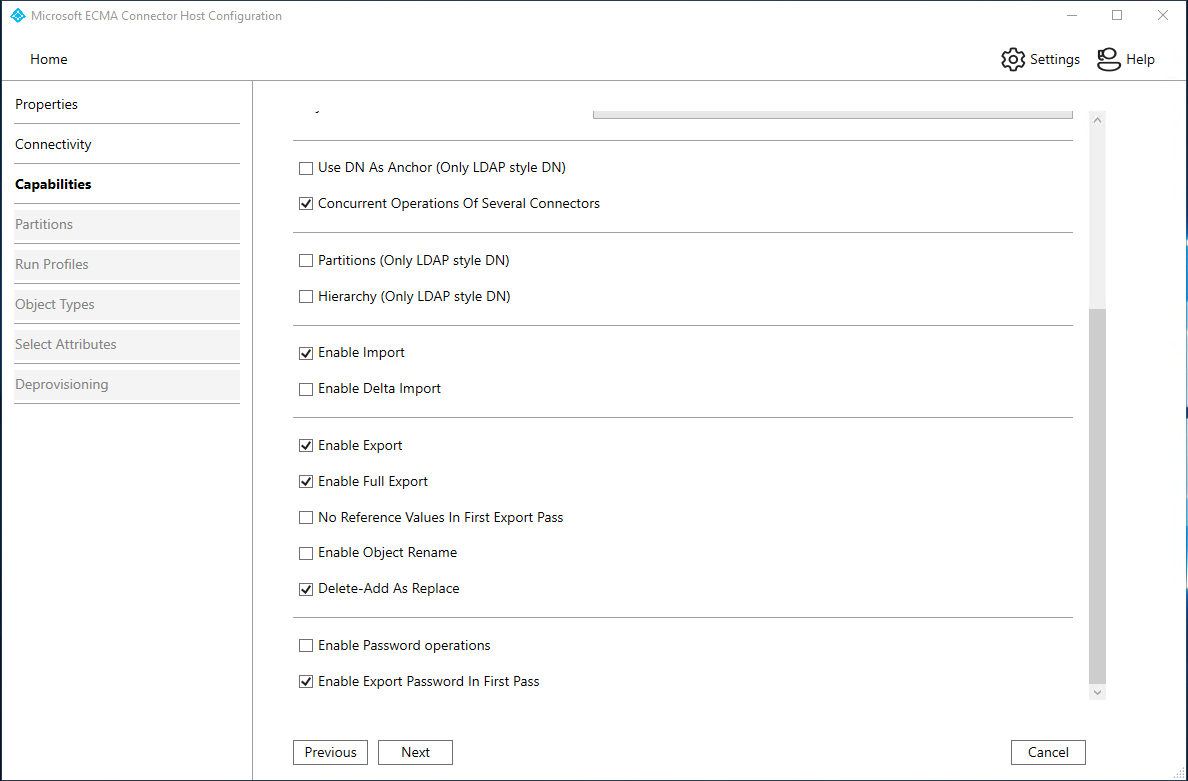 Microsoft ECMA Connector Host Configuration
Home
Settings
Help
Properties
Connectivity
Capabilities
Partitions
Run Profiles
Object Types
Select Attributes
Deprovisioning
Use DN As Anchor (Only LDAP style DN)
Concurrent Operations Of Several Connectors
Partitions (Only LDAP style DN)
Hierarchy (Only LDAP style DN)
Enable Import
Enable Delta Import
Enable Export
Enable Full Export
No Reference Values In First Export Pass
Enable Object Rename
Delete-Add As Replace
Enable Password operations
Enable Export Password In First Pass
Previous
Next
Cancel